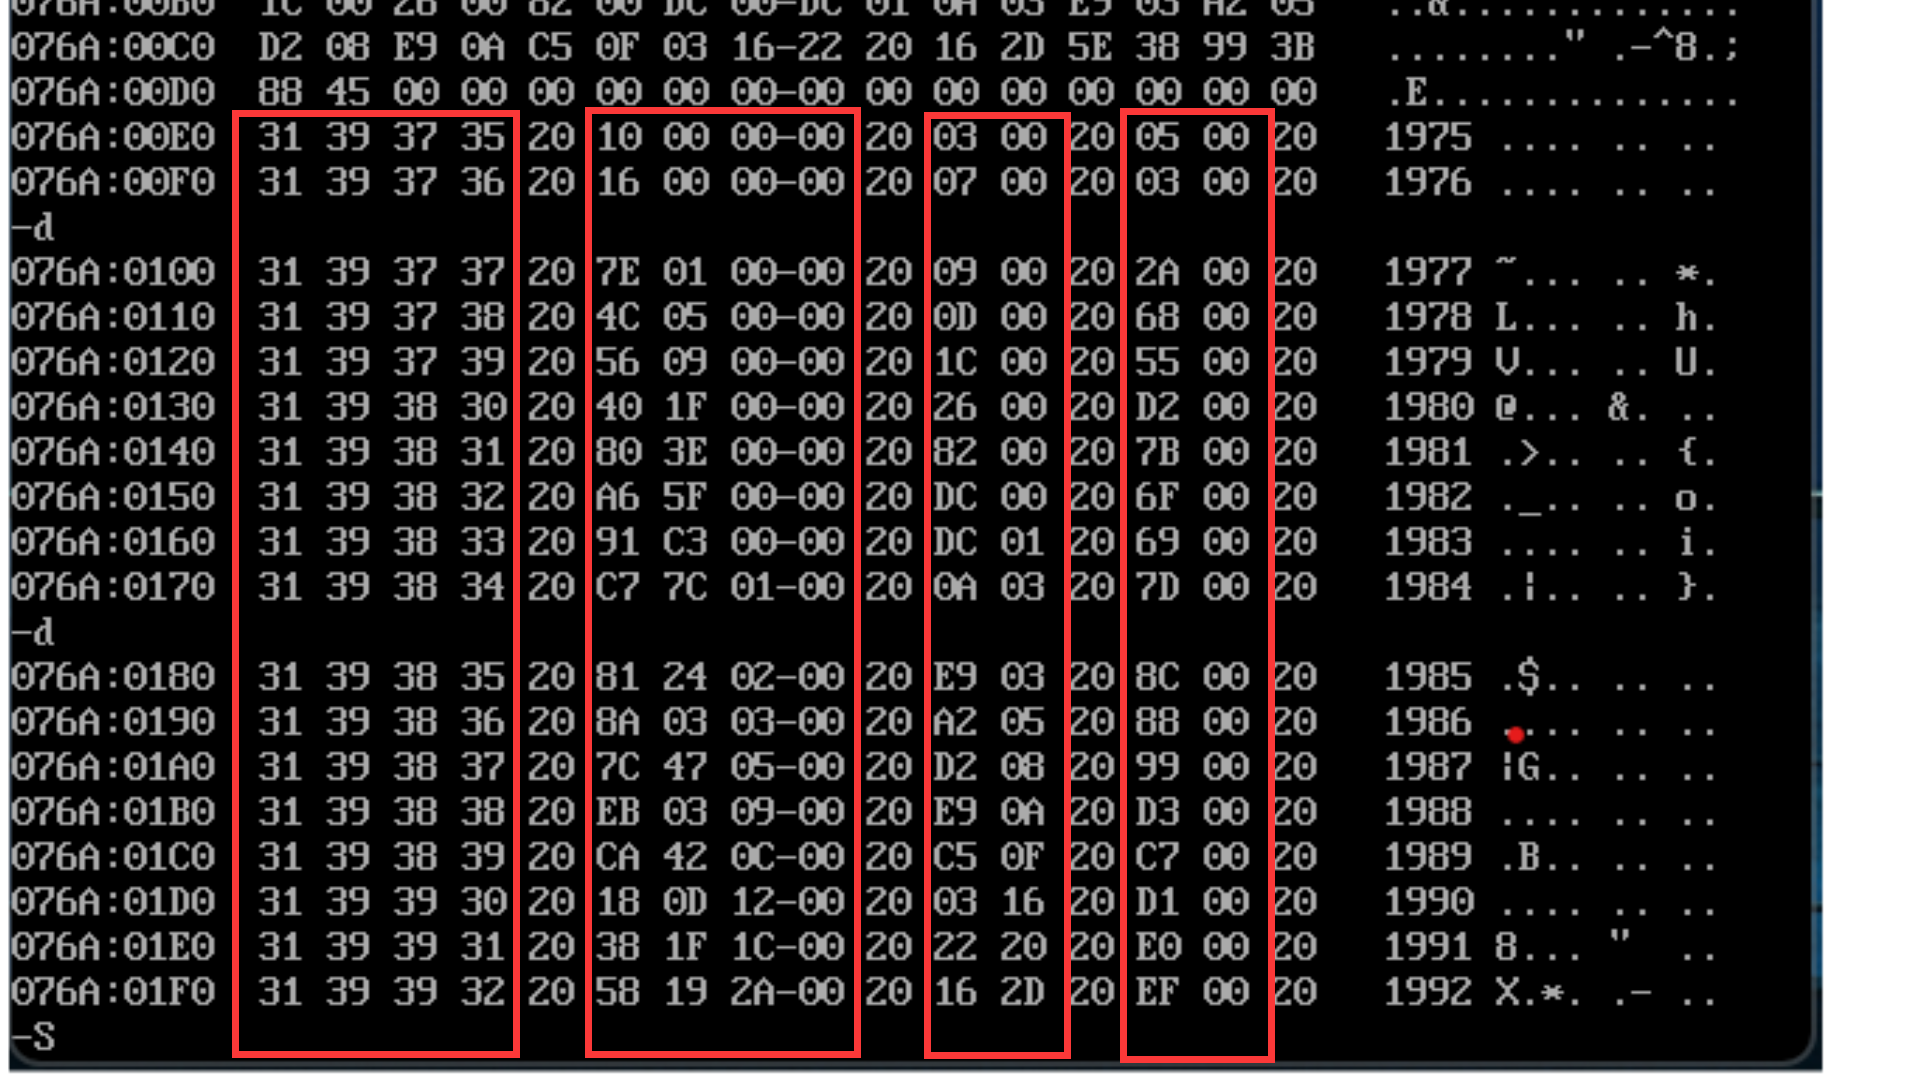 076A:00B0 1C 00 26 00 82 00 DC 00-DC 01 0A 03 E9 03 A2 05 ..&.............
076A:00C0 D2 08 E9 0A C5 0F 03 16-22 20 16 2D 5E 38 99 3B ........" .-^8.;
076A:00D0 88 45 00 00 00 00 00 00-00 00 00 00 00 00 00 00 .E..............
076A:00E0 31 39 37 35 20 10 00 00-00 20 03 00 20 05 00 20 1975 .... .. ..
076A:00F0 31 39 37 36 20 16 00 00-00 20 07 00 20 03 00 20 1976 .... .. ..
-d
076A:0100 31 39 37 37 20 7E 01 00-00 20 09 00 20 2A 00 20 1977 ~... .. *.
076A:0110 31 39 37 38 20 4C 05 00-00 20 0D 00 20 68 00 20 1978 L... .. h.
076A:0120 31 39 37 39 20 56 09 00-00 20 1C 00 20 55 00 20 1979 V... .. U.
076A:0130 31 39 38 30 20 40 1F 00-00 20 26 00 20 D2 00 20 1980 @... &. ..
076A:0140 31 39 38 31 20 80 3E 00-00 20 82 00 20 7B 00 20 1981 .>.. .. {.
076A:0150 31 39 38 32 20 A6 5F 00-00 20 DC 00 20 6F 00 20 1982 ._.. .. o.
076A:0160 31 39 38 33 20 91 C3 00-00 20 DC 01 20 69 00 20 1983 .... .. i.
076A:0170 31 39 38 34 20 C7 7C 01-00 20 0A 03 20 7D 00 20 1984 .|.. .. }.
-d
076A:0180 31 39 38 35 20 81 24 02-00 20 E9 03 20 8C 00 20 1985 .$.. .. ..
076A:0190 31 39 38 36 20 8A 03 03-00 20 A2 05 20 88 00 20 1986 .... .. ..
076A:01A0 31 39 38 37 20 7C 47 05-00 20 D2 08 20 99 00 20 1987 |G.. .. ..
076A:01B0 31 39 38 38 20 EB 03 09-00 20 E9 0A 20 D3 00 20 1988 .... .. ..
076A:01C0 31 39 38 39 20 CA 42 0C-00 20 C5 0F 20 C7 00 20 1989 .B.. .. ..
076A:01D0 31 39 39 30 20 18 0D 12-00 20 03 16 20 D1 00 20 1990 .... .. ..
076A:01E0 31 39 39 31 20 38 1F 1C-00 20 22 20 20 E0 00 20 1991 8... " ..
076A:01F0 31 39 39 32 20 58 19 2A-00 20 16 2D 20 EF 00 20 1992 X.*. .- ..
-S